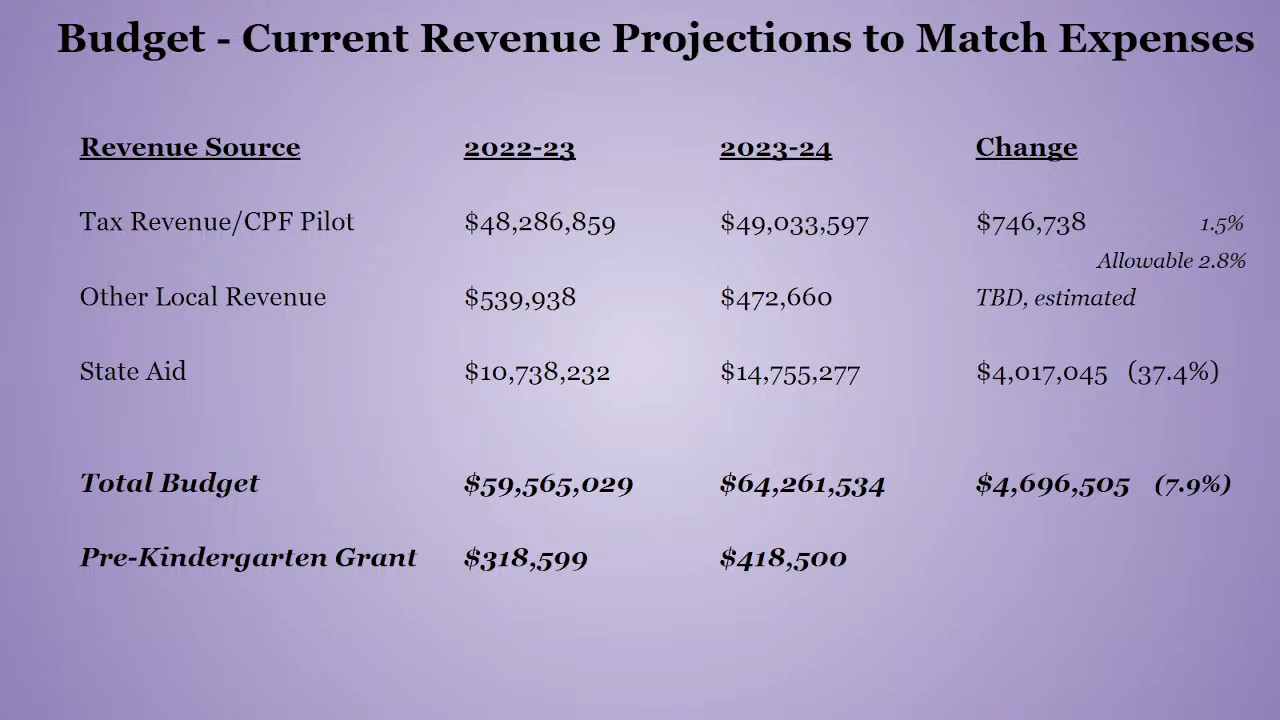 Budget - Current Revenue Projections to Match Expenses
Revenue Source 2022-23 2023-24 Change
Tax Revenue/CPF Pilot $48,286,859 $49,033,597 $746,738 1.5%
Allowable 2.8%
Other Local Revenue $539,938 $472,660 TBD, estimated
State Aid $10,738,232 $14,755,277 $4,017,045 (37.4%)
Total Budget $59,565,029 $64,261,534 $4,696,505 (7.9%)
Pre-Kindergarten Grant $318,599 $418,500